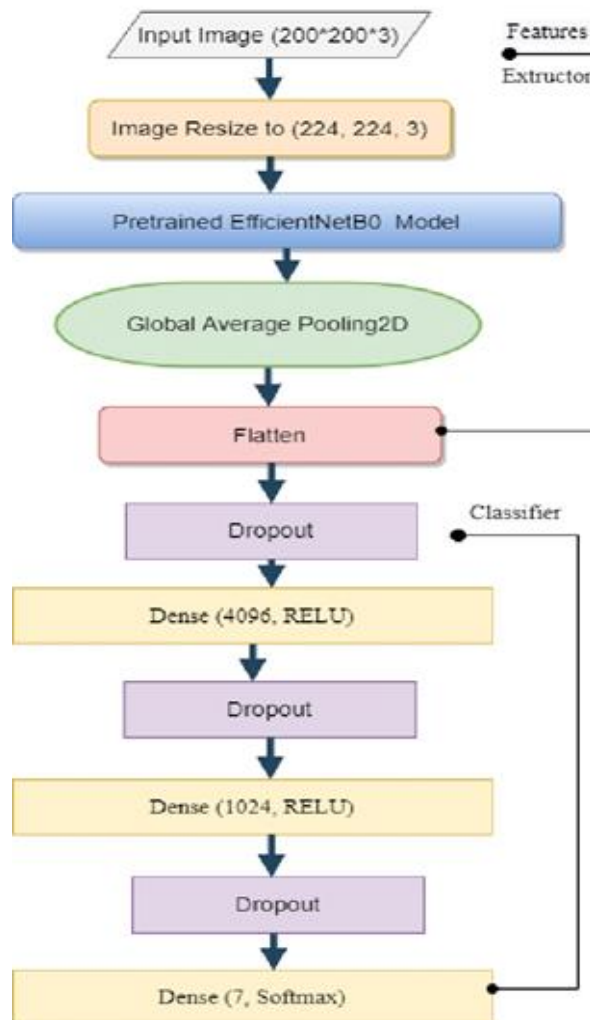 Input Image (200*200*3)
Features
Extructor
Image Resize to (224, 224, 3)
Pretrained EfficientNetB0 Model
Global Average Pooling2D
Flatten
Dropout
Classifier
Dense (4096, RELU)
Dropout
Dense (1024, RELU)
Dropout
Dense (7, Softmax)